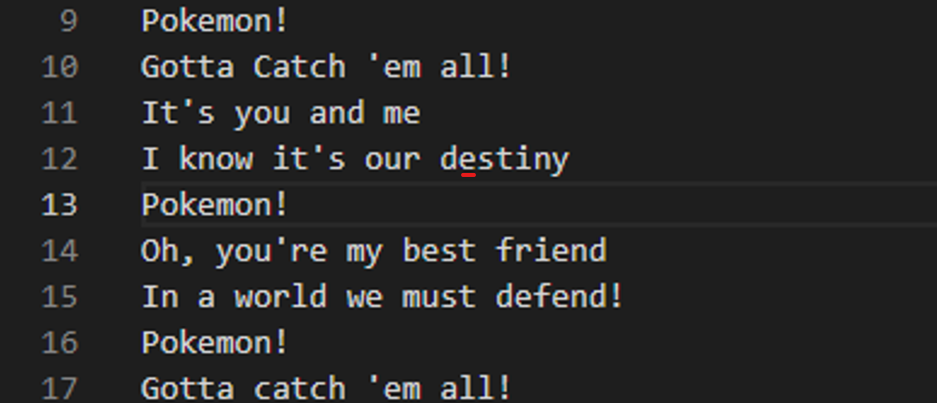 9 Pokemon!
10 Gotta Catch 'em all!
11 It's you and me
12 I know it's our destiny
13 Pokemon!
14 Oh, you're my best friend
15 In a world we must defend!
16 Pokemon!
17 Gotta catch 'em all!